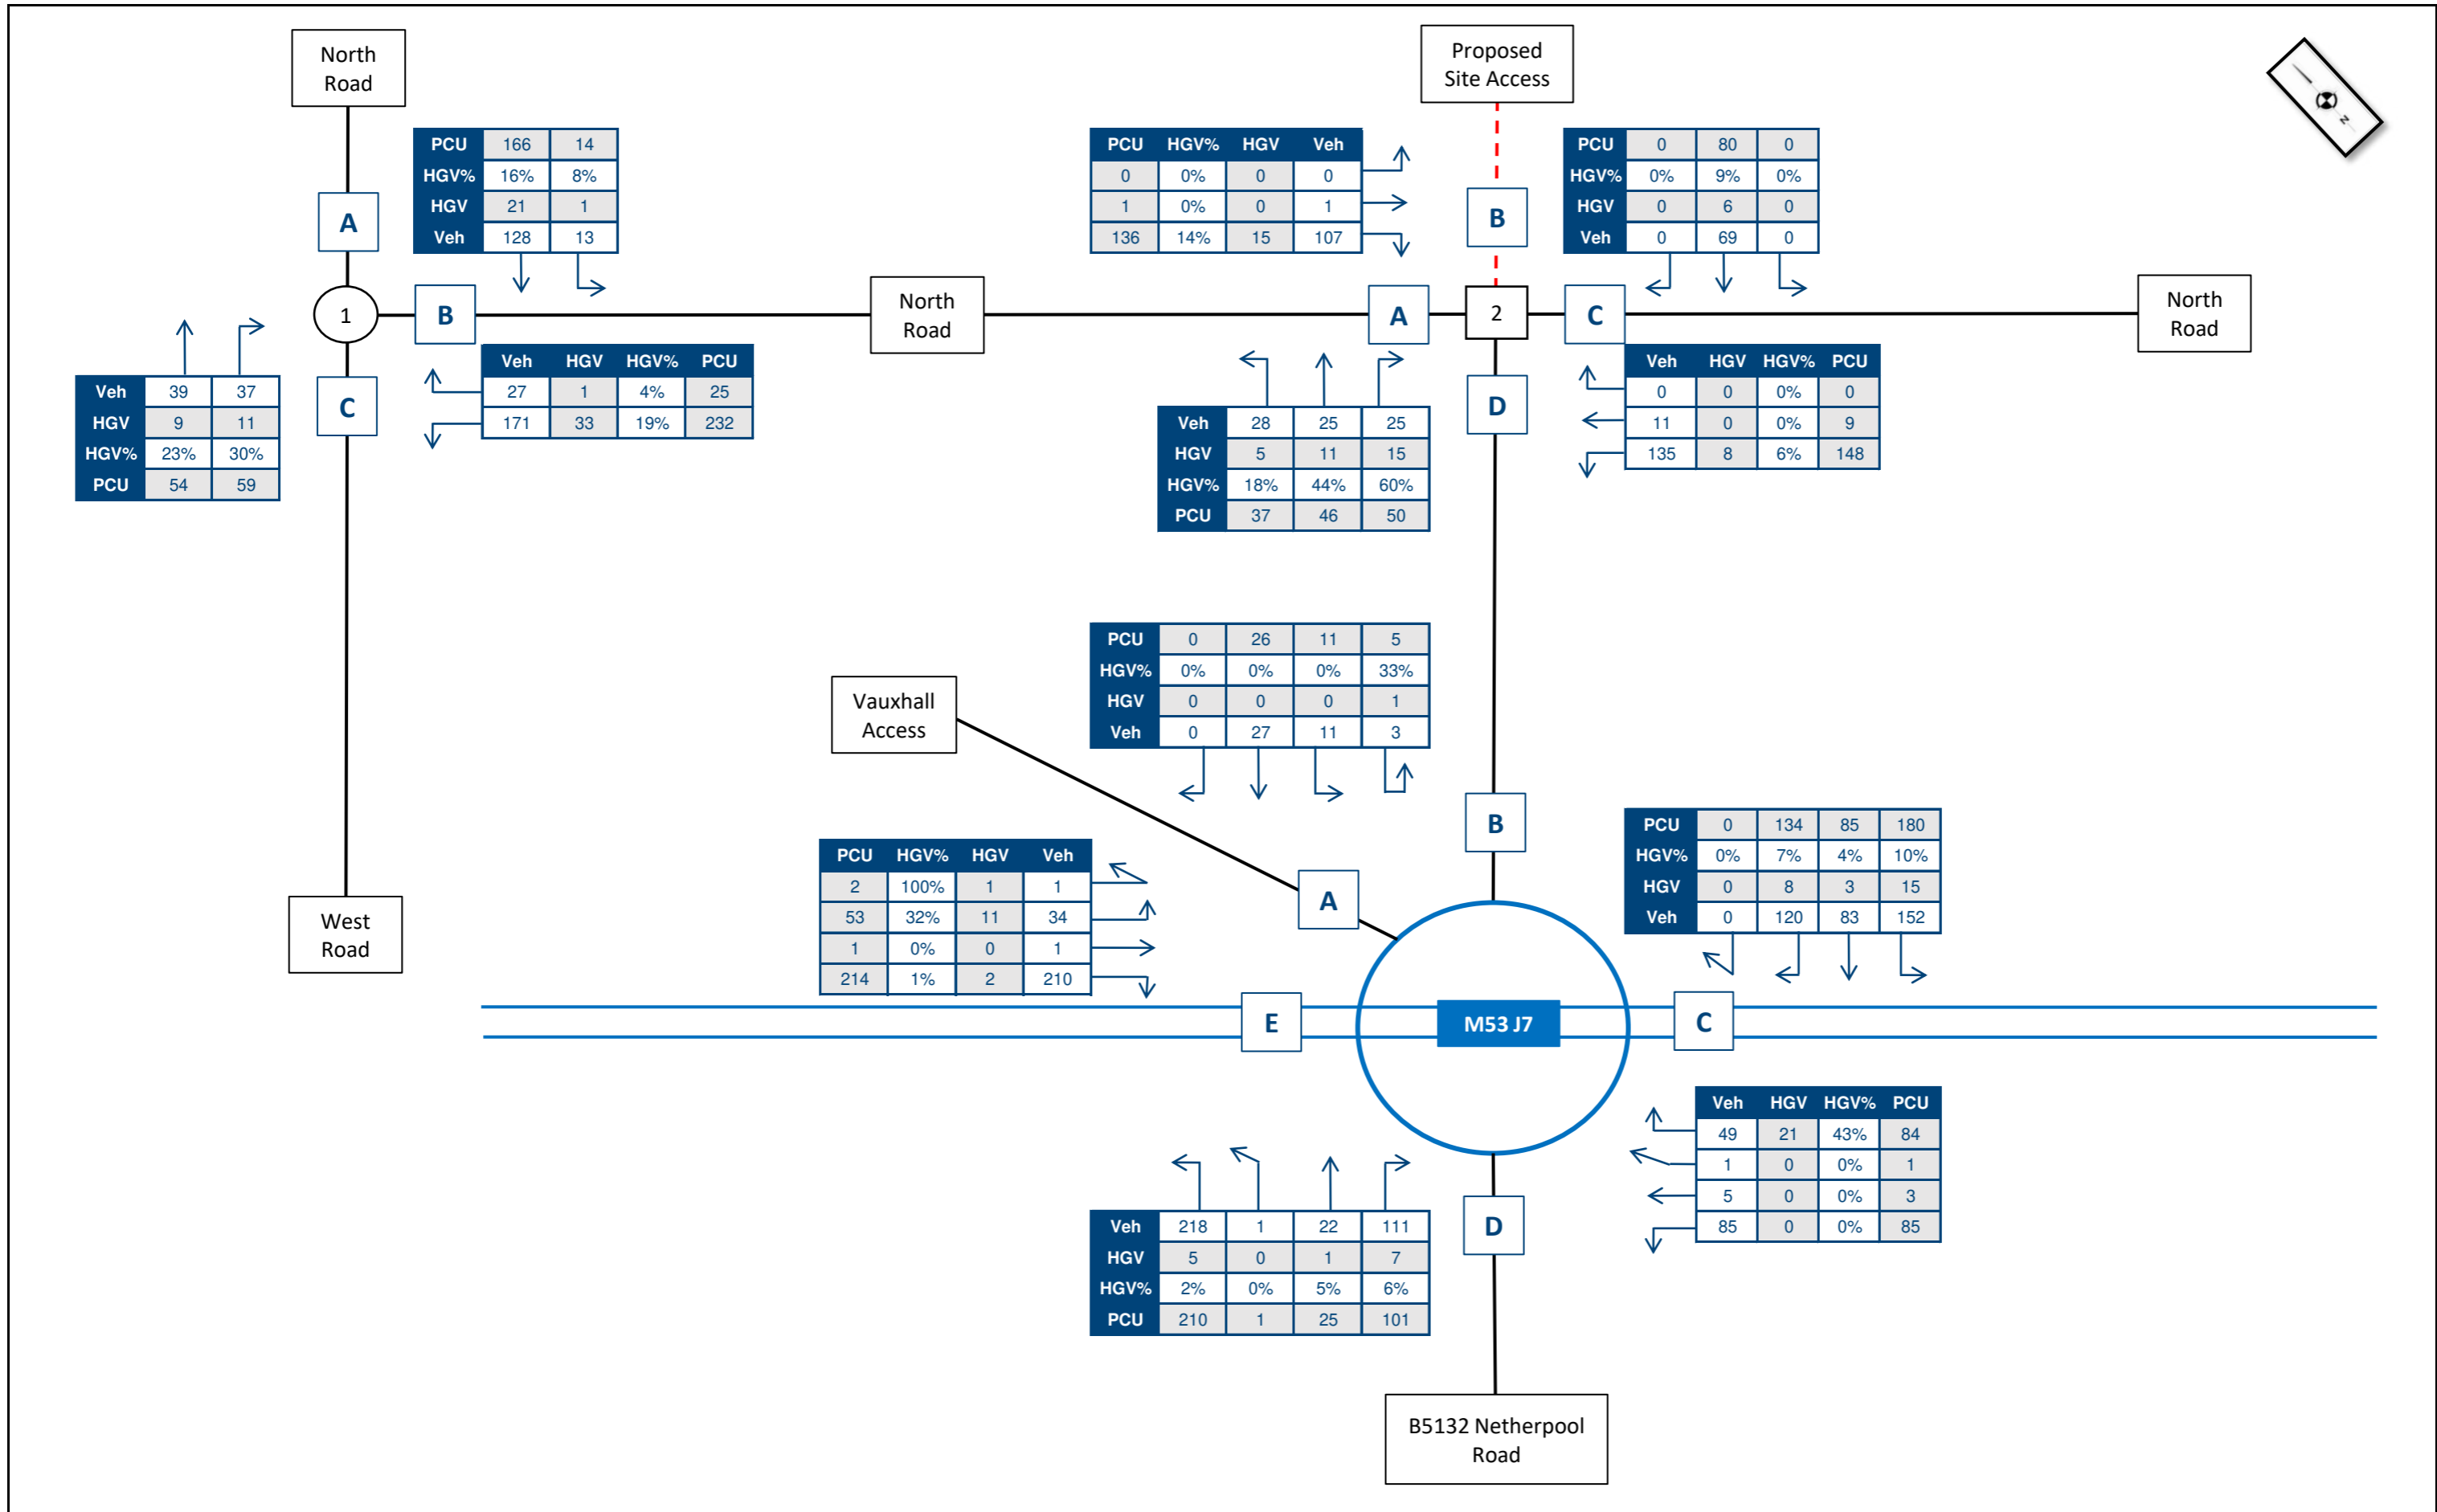 North
Road
Proposed
Site Access
N
PCU 166 14
HGV% 16% 8%
HGV 21 1
Veh 128 13
PCU HGV% HGV Veh
0 0% 0 0
1 0% 0 1
136 14% 15 107
PCU 0 80 0
HGV% 0% 9% 0%
HGV 0 6 0
Veh 0 69 0
A
B
1
B
North
Road
A
2
C
North
Road
Veh 39 37
HGV 9 11
HGV% 23% 30%
PCU 54 59
C
Veh HGV HGV% PCU
27 1 4% 25
171 33 19% 232
Veh 28 25 25
HGV 5 11 15
HGV% 18% 44% 60%
PCU 37 46 50
D
Veh HGV HGV% PCU
0 0 0% 0
11 0 0% 9
135 8 6% 148
PCU 0 26 11 5
HGV% 0% 0% 0% 33%
HGV 0 0 0 1
Veh 0 27 11 3
Vauxhall
Access
B
PCU HGV% HGV Veh
2 100% 1 1
53 32% 11 34
1 0% 0 1
214 1% 2 210
A
PCU 0 134 85 180
HGV% 0% 7% 4% 10%
HGV 0 8 3 15
Veh 0 120 83 152
West
Road
E
M53 J7
C
Veh HGV HGV% PCU
49 21 43% 84
1 0 0% 1
5 0 0% 3
85 0 0% 85
Veh 218 1 22 111
HGV 5 0 1 7
HGV% 2% 0% 5% 6%
PCU 210 1 25 101
D
B5132 Netherpool
Road